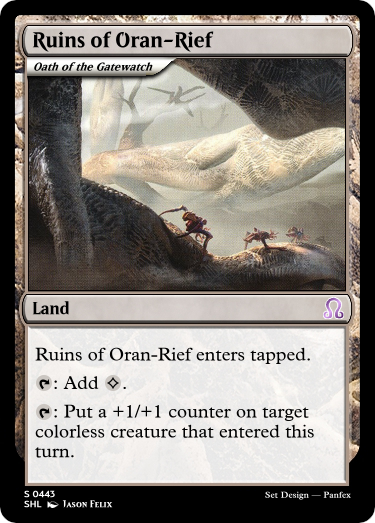 Ruins of Oran-Rief
Oath of the Gatewatch
Land
Ruins of Oran-Rief enters tapped.
: Add .
: Put a +1/+1 counter on target
colorless creature that entered this
turn.
S 0443
SHL Jason Felix
Set Design — Panfex